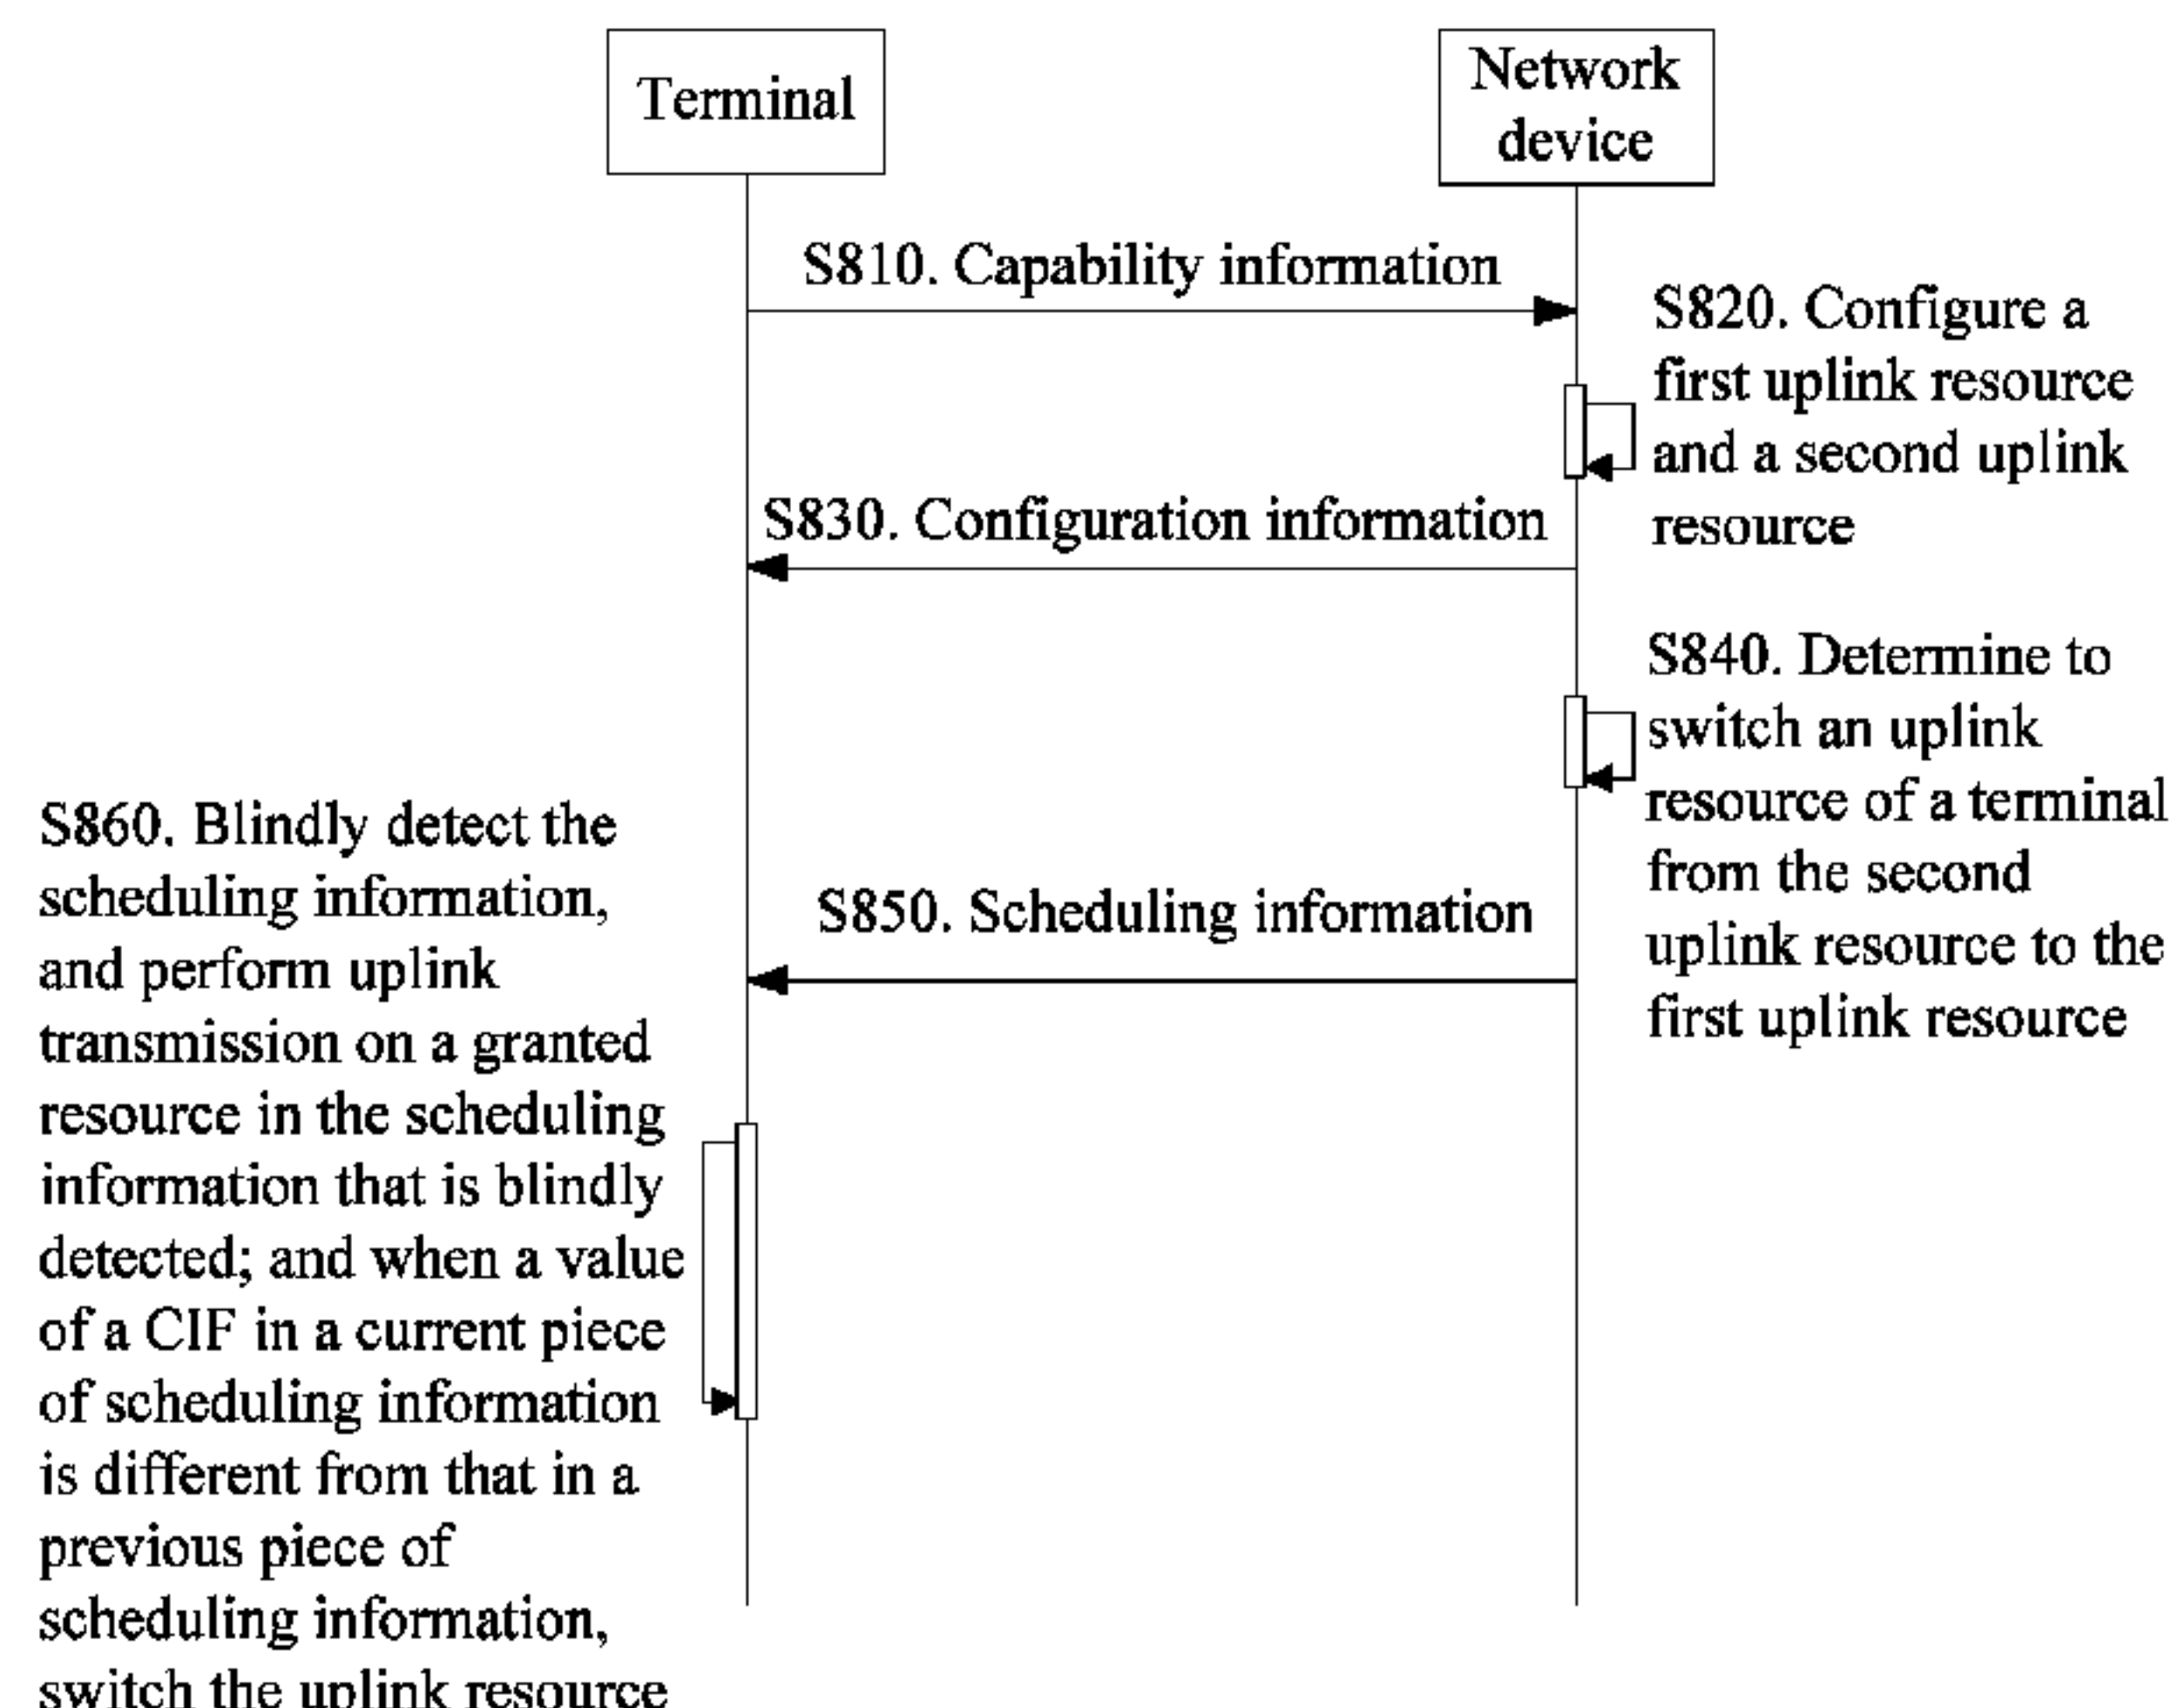 Terminal
Network
device
S810. Capability information
S820. Configure a
first uplink resource
and a second uplink
resource
S830. Configuration information
S840. Determine to
switch an uplink
resource of a terminal
from the second
uplink resource to the
first uplink resource
S850. Scheduling information
S860. Blindly detect the
scheduling information,
and perform uplink
transmission on a granted
resource in the scheduling
information that is blindly
detected; and when a value
of a CIF in a current piece
of scheduling information
is different from that in a
previous piece of
scheduling information,
switch the uplink resource